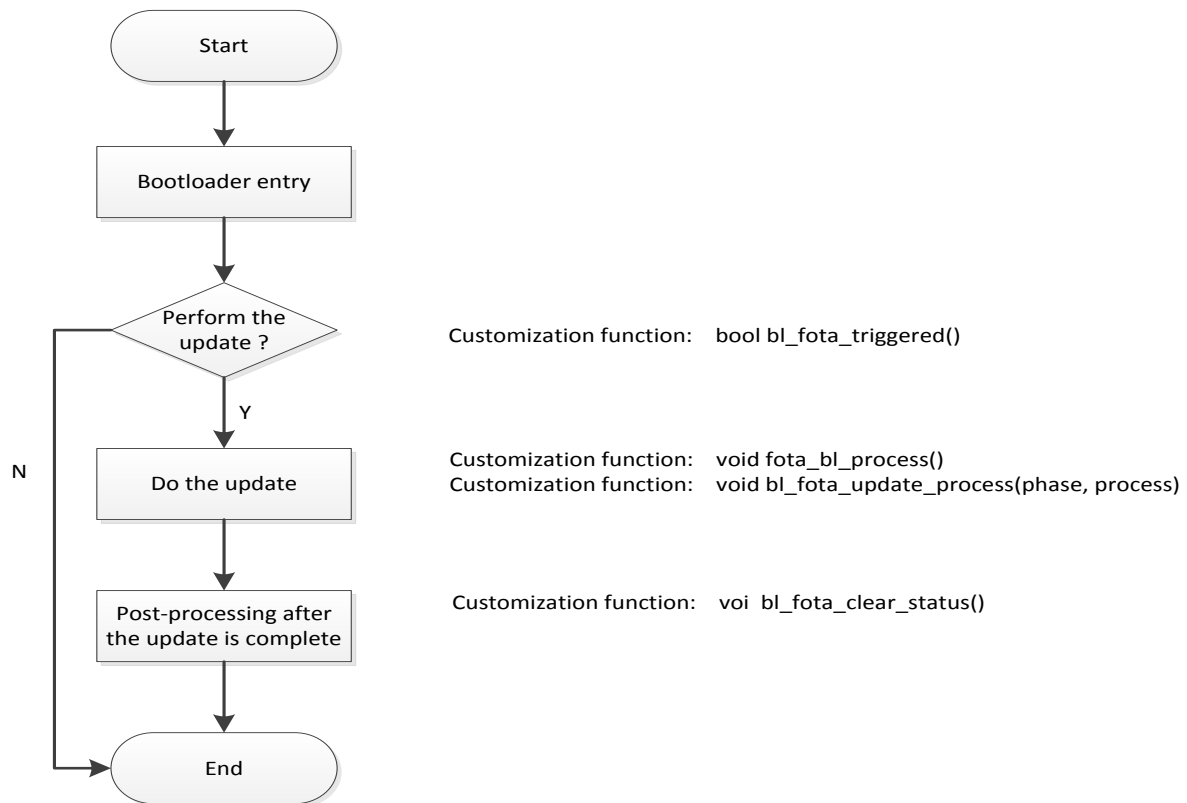 Start
Bootloader entry
Perform the
update ?
Customization function: bool bl_fota_triggered()
Y
N
Do the update
Customization function: void fota_bl_process()
Customization function: void bl_fota_update_process(phase, process)
Post-processing after
the update is complete
Customization function: voi bl_fota_clear_status()
End